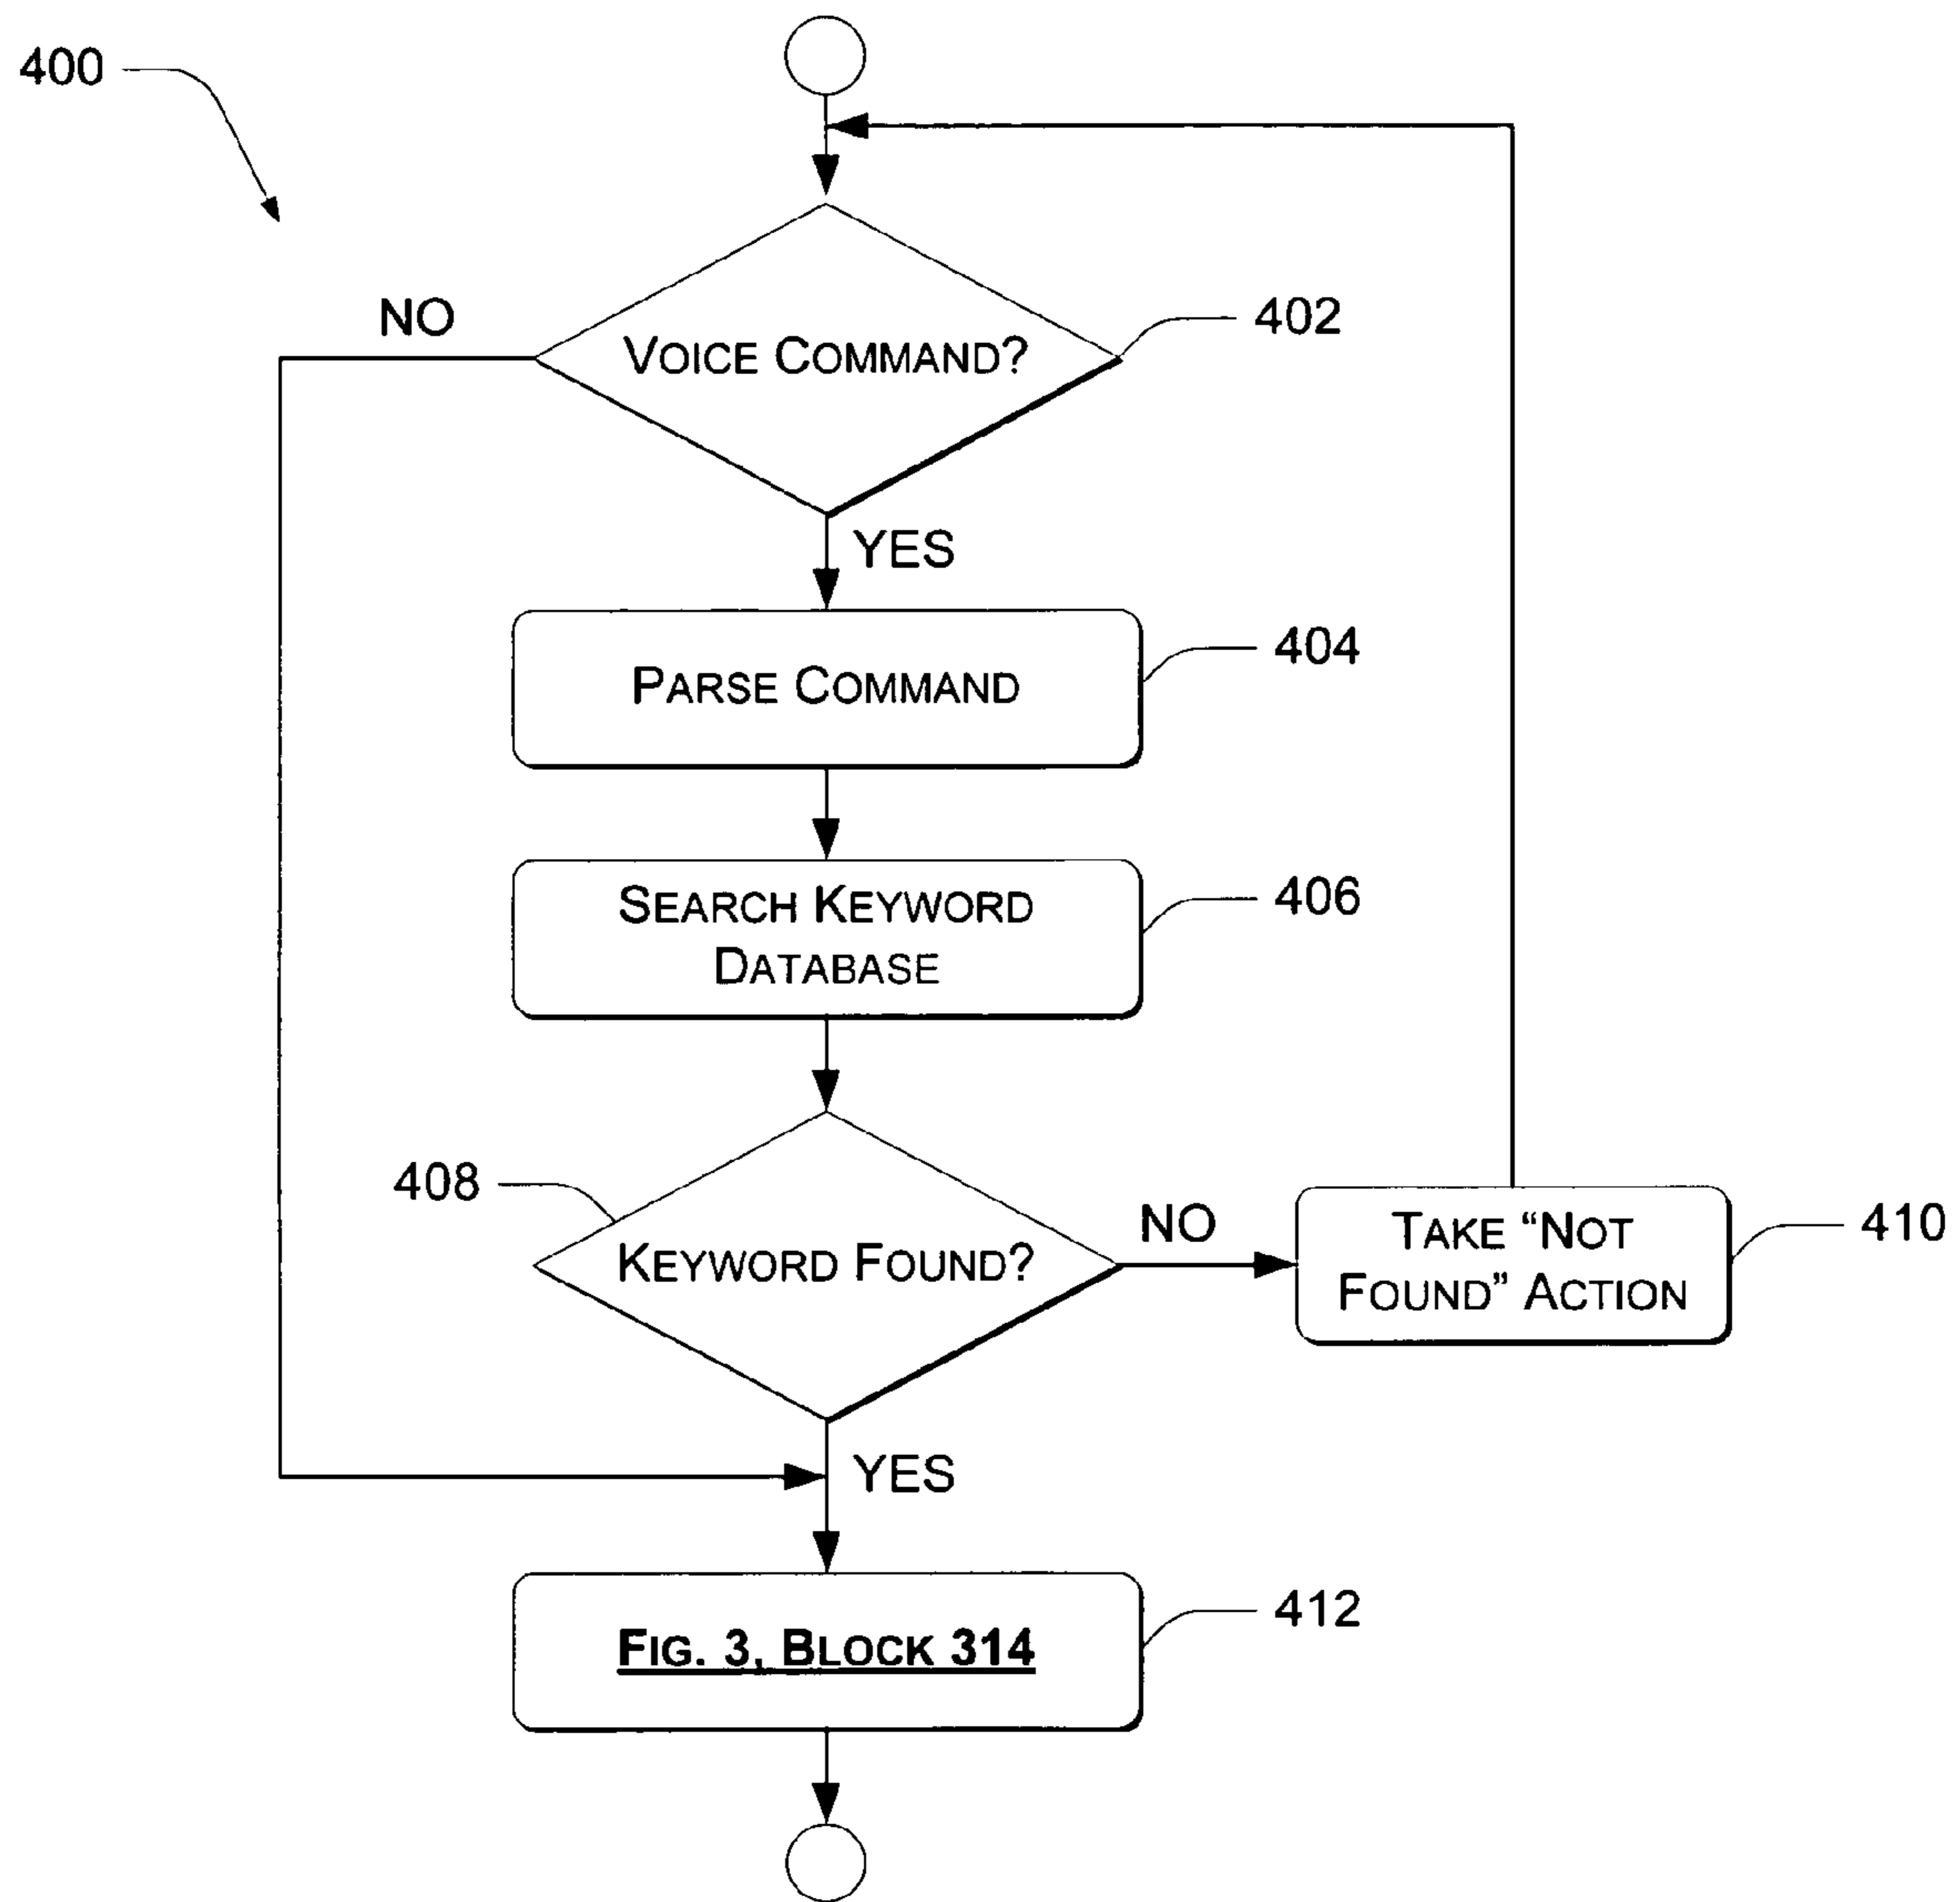 400
NO
VOICE COMMAND?
402
YES
PARSE COMMAND
404
SEARCH KEYWORD
DATABASE
406
408
KEYWORD FOUND?
NO
TAKE “NOT
FOUND” ACTION
410
YES
FIG. 3, BLOCK 314
412